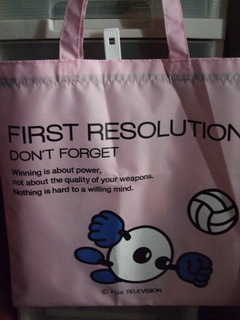 FIRST RESOLUTION
DON'T FORGET
Winning is about power,
not about the quality of your weapons.
Nothing is hard to a willing mind.
© Fuji TELEVISION